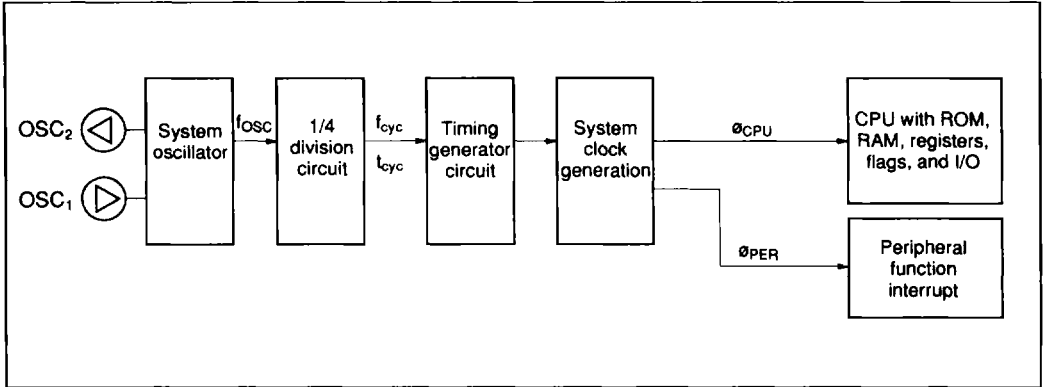 OSC₂
OSC₁
System
oscillator
fOSC
1/4
division
circuit
fcyc
tcyc
Timing
generator
circuit
System
clock
generation
øCPU
øPER
CPU with ROM,
RAM, registers,
flags, and I/O
Peripheral
function
interrupt